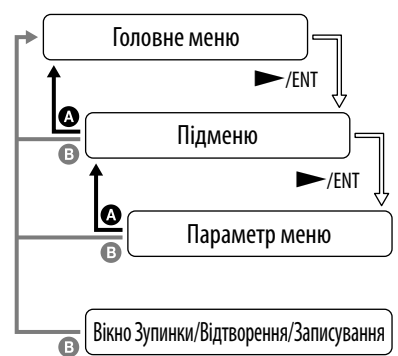 Головне меню
/ENT
A
Підменю
B
/ENT
A
Параметр меню
B
Вікно Зупинки/Відтворення/Записування
B